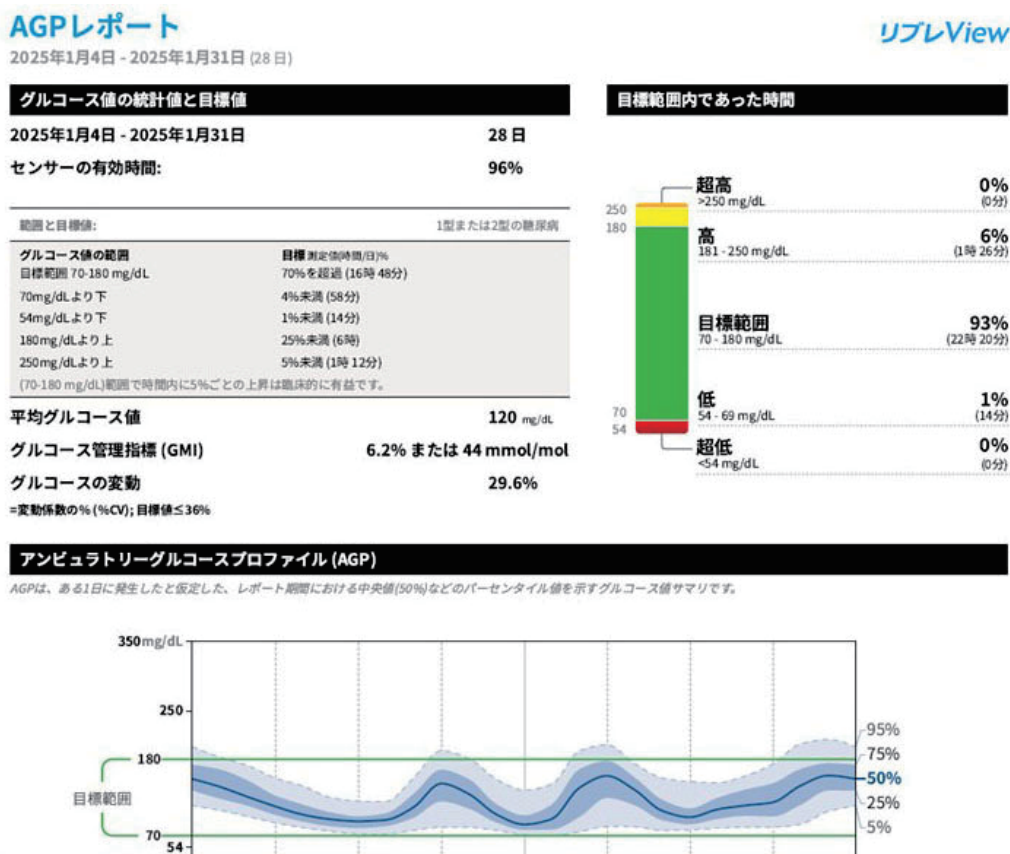 AGPレポート
リブレView
2025年1月4日 - 2025年1月31日 (28 日)
グルコース値の統計値と目標値
2025年1月4日 - 2025年1月31日 28 日
センサーの有効時間: 96%
範囲と目標値: 1型または2型の糖尿病
グルコース値の範囲 目標 測定値(時間/日)%
目標範囲 70-180 mg/dL 70%を超過 (16時 48分)
70mg/dLより下 4%未満 (58分)
54mg/dLより下 1%未満 (14分)
180mg/dLより上 25%未満 (6時)
250mg/dLより上 5%未満 (1時 12分)
(70-180 mg/dL)範囲で時間内に5%ごとの上昇は臨床的に有益です。
平均グルコース値 120 mg/dL
グルコース管理指標 (GMI) 6.2% または 44 mmol/mol
グルコースの変動 29.6%
=変動係数の% (%CV); 目標値≤36%
目標範囲内であった時間
250
180
70
54
超高 0%
>250 mg/dL (0分)
高 6%
181 - 250 mg/dL (1時 26分)
目標範囲 93%
70 - 180 mg/dL (22時 20分)
低 1%
54 - 69 mg/dL (14分)
超低 0%
<54 mg/dL (0分)
アンビュラトリーグルコースプロファイル (AGP)
AGPは、ある1日に発生したと仮定した、レポート期間における中央値(50%)などのパーセンタイル値を示すグルコース値サマリです。
350mg/dL
250
180
目標範囲
70
54
95%
75%
50%
25%
5%